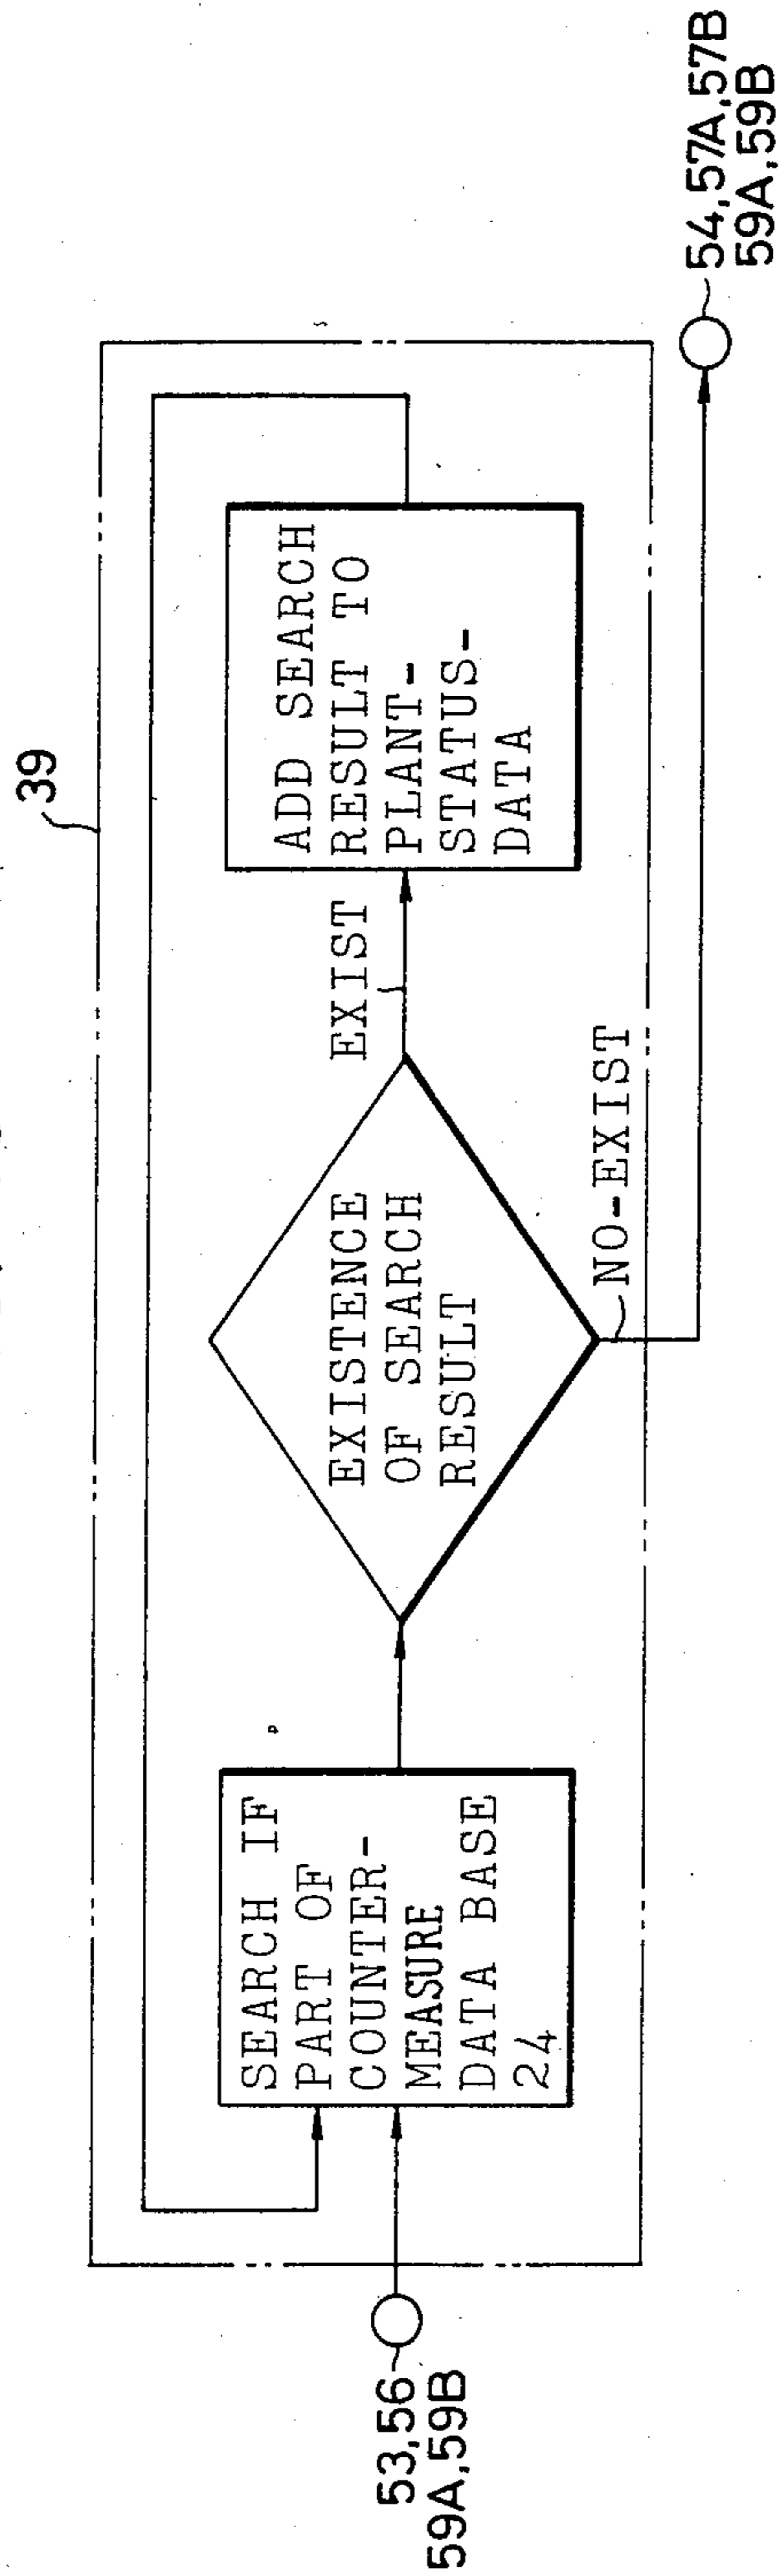 39
53,56
59A,59B
SEARCH IF
PART OF
COUNTER-
MEASURE
DATA BASE
24
EXISTENCE
OF SEARCH
RESULT
EXIST
NO-EXIST
ADD SEARCH
RESULT TO
PLANT-
STATUS-
DATA
54,57A,57B
59A,59B